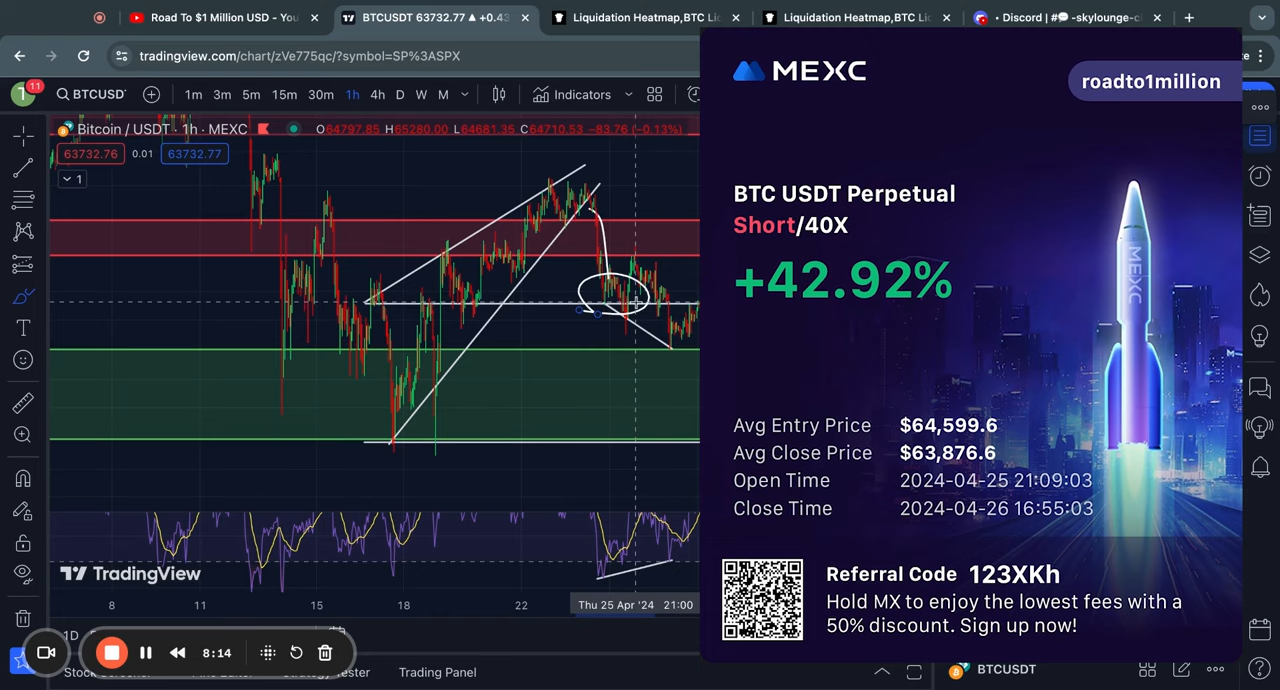 Road To $1 Million USD - You
BTCUSDT 63732.77 ▲ +0.43
Liquidation Heatmap,BTC Li
Liquidation Heatmap,BTC Li
• Discord | #💬 -skylounge-c
tradingview.com/chart/zVe775qc/?symbol=SP%3ASPX
T
11
BTCUSDT
1m 3m 5m 15m 30m 1h 4h D W M
Indicators
Bitcoin / USDT · 1h · MEXC
O64797.85 H65280.00 L64681.35 C64710.53 -83.76 (-0.13%)
63732.76 0.01 63732.77
1
MEXC
roadto1million
BTC USDT Perpetual
Short/40X
+42.92%
MEXC
Avg Entry Price $64,599.6
Avg Close Price $63,876.6
Open Time 2024-04-25 21:09:03
Close Time 2024-04-26 16:55:03
Referral Code 123XKh
Hold MX to enjoy the lowest fees with a
50% discount. Sign up now!
TradingView
8 11 15 18 22 Thu 25 Apr '24 21:00
1D
8:14
Trading Panel
BTCUSDT